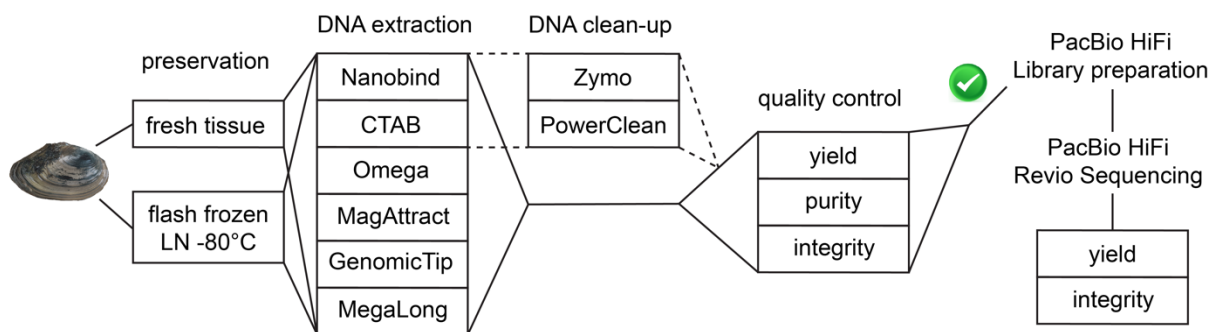 preservation
fresh tissue
flash frozen
LN -80°C
DNA extraction
Nanobind
CTAB
Omega
MagAttract
GenomicTip
MegaLong
DNA clean-up
Zymo
PowerClean
quality control
yield
purity
integrity
PacBio HiFi
Library preparation
PacBio HiFi
Revio Sequencing
yield
integrity